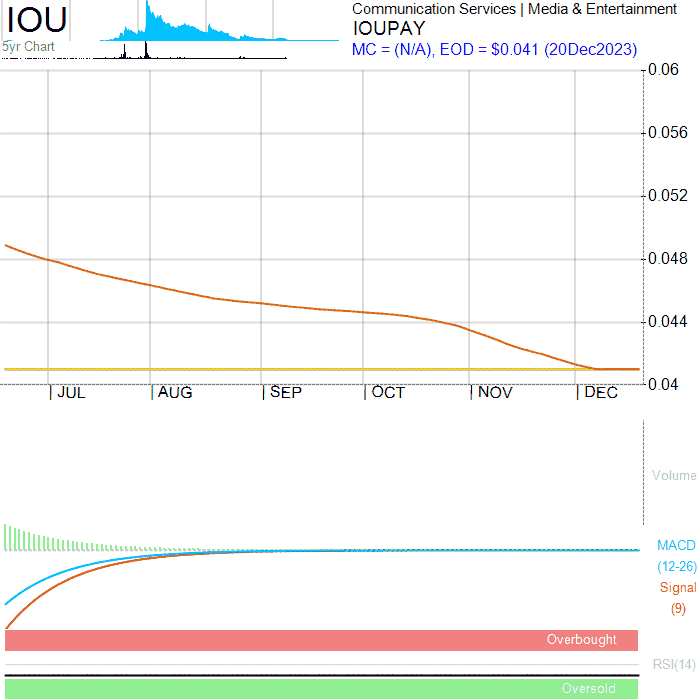 IOU
5yr Chart
Communication Services | Media & Entertainment
IOUPAY
MC = (N/A), EOD = $0.041 (20Dec2023)
0.06
0.056
0.052
0.048
0.044
0.04
JUL AUG SEP OCT NOV DEC
Volume
MACD
(12-26)
Signal
(9)
Overbought
RSI(14)
Oversold